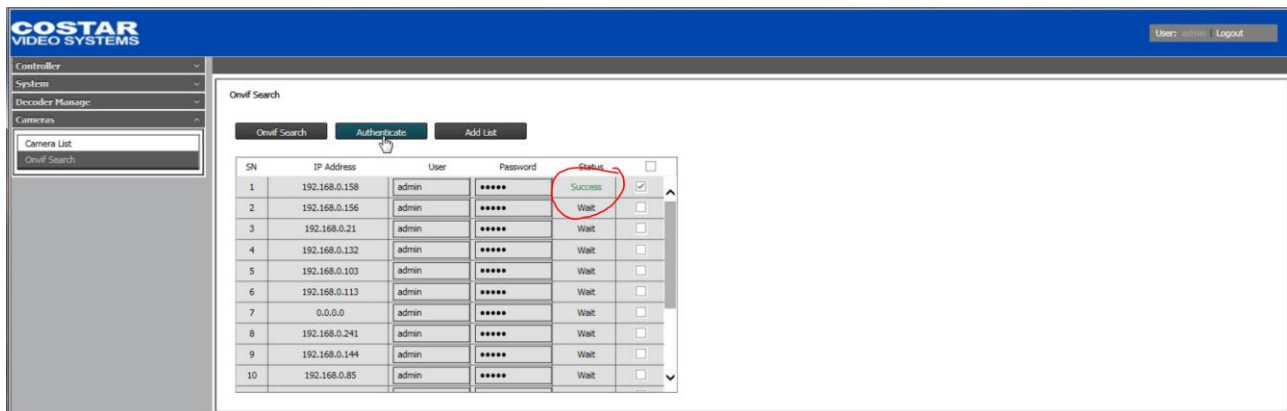 COSTAR
VIDEO SYSTEMS
User: admin | Logout
Controller
System
Decoder Manage
Cameras
Camera List
Onvif Search
Onvif Search
Onvif Search Authenticate Add List
SN IP Address User Password Status
1 192.168.0.158 admin ••••• Success
2 192.168.0.156 admin ••••• Wait
3 192.168.0.21 admin ••••• Wait
4 192.168.0.132 admin ••••• Wait
5 192.168.0.103 admin ••••• Wait
6 192.168.0.113 admin ••••• Wait
7 0.0.0.0 admin ••••• Wait
8 192.168.0.241 admin ••••• Wait
9 192.168.0.144 admin ••••• Wait
10 192.168.0.85 admin ••••• Wait